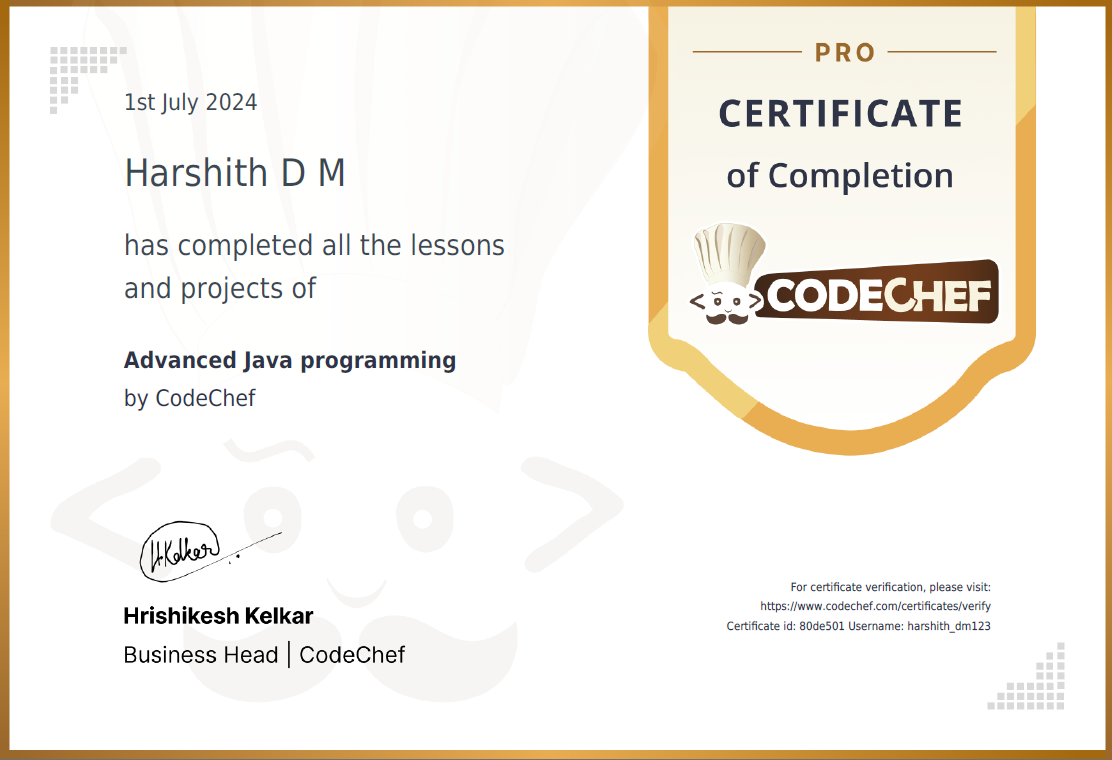 1st July 2024
Harshith D M
has completed all the lessons
and projects of
Advanced Java programming
by CodeChef
PRO
CERTIFICATE
of Completion
CODECHEF
H.Kelkar
Hrishikesh Kelkar
Business Head | CodeChef
For certificate verification, please visit:
https://www.codechef.com/certificates/verify
Certificate id: 80de501 Username: harshith_dm123